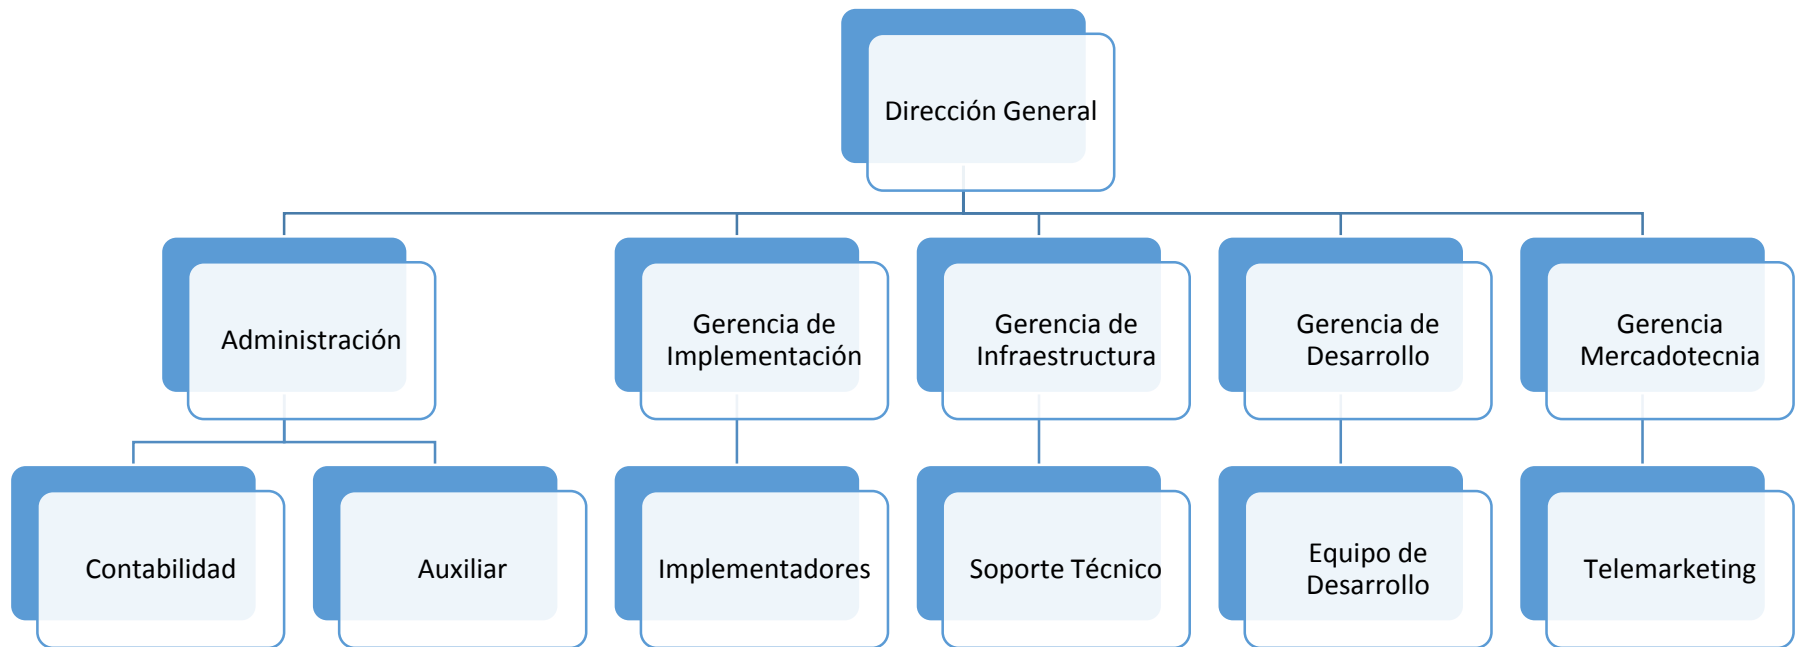 Dirección General
Administración
Gerencia de
Implementación
Gerencia de
Infraestructura
Gerencia de
Desarrollo
Gerencia
Mercadotecnia
Contabilidad
Auxiliar
Implementadores
Soporte Técnico
Equipo de
Desarrollo
Telemarketing